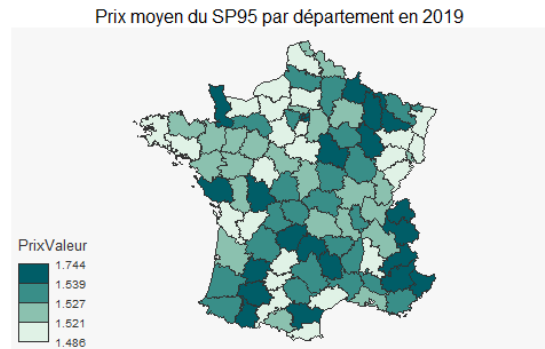 Prix moyen du SP95 par département en 2019
PrixValeur
1.744
1.539
1.527
1.521
1.486